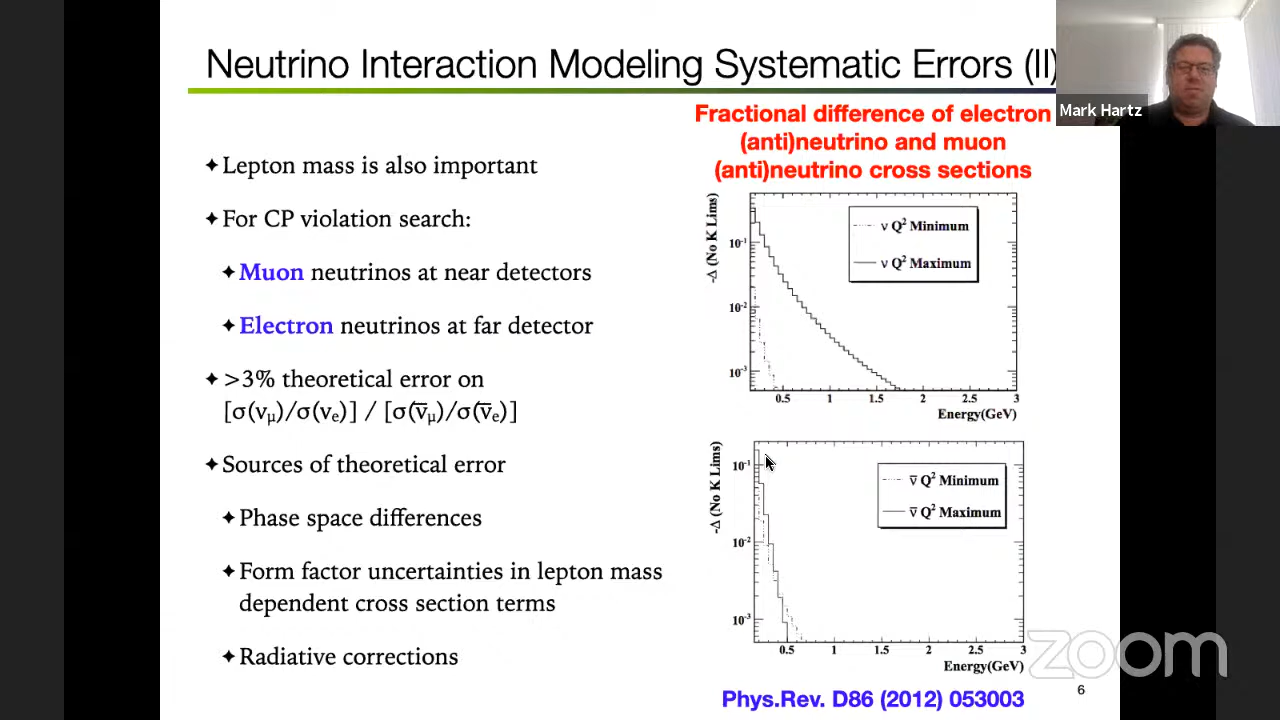 Neutrino Interaction Modeling Systematic Errors (II)
Mark Hartz
✦Lepton mass is also important
✦For CP violation search:
✦Muon neutrinos at near detectors
✦Electron neutrinos at far detector
✦>3% theoretical error on
[σ(νμ)/σ(νe)] / [σ(ν̅μ)/σ(ν̅e)]
✦Sources of theoretical error
✦Phase space differences
✦Form factor uncertainties in lepton mass
dependent cross section terms
✦Radiative corrections
Fractional difference of electron
(anti)neutrino and muon
(anti)neutrino cross sections
-Δ (No K Lims)
10⁻¹
10⁻²
10⁻³
ν Q² Minimum
ν Q² Maximum
0.5 1 1.5 2 2.5 3
Energy(GeV)
-Δ (No K Lims)
10⁻¹
10⁻²
10⁻³
ν̅ Q² Minimum
ν̅ Q² Maximum
0.5 1 1.5 2 2.5 3
Energy(GeV)
Phys.Rev. D86 (2012) 053003
6
zoom